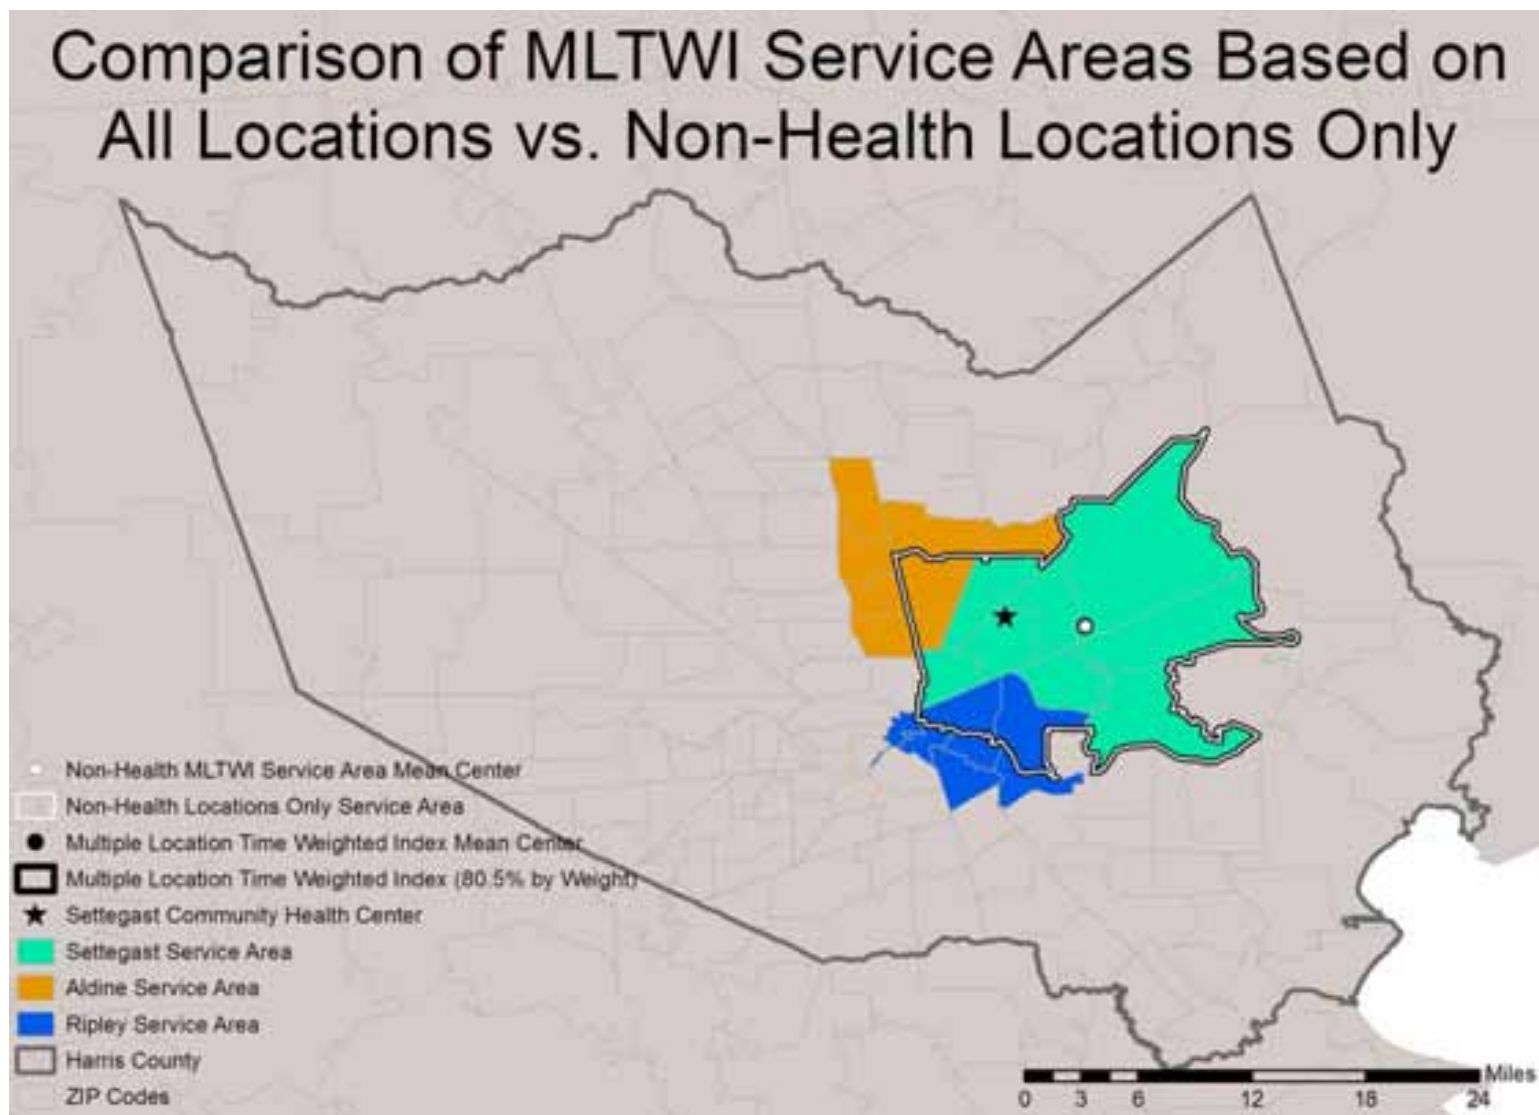 Comparison of MLTWI Service Areas Based on
All Locations vs. Non-Health Locations Only
Non-Health MLTWI Service Area Mean Center
Non-Health Locations Only Service Area
Multiple Location Time Weighted Index Mean Center
Multiple Location Time Weighted Index (80.5% by Weight)
Settegast Community Health Center
Settegast Service Area
Aldine Service Area
Ripley Service Area
Harris County
ZIP Codes
Miles
0 3 6 12 18 24